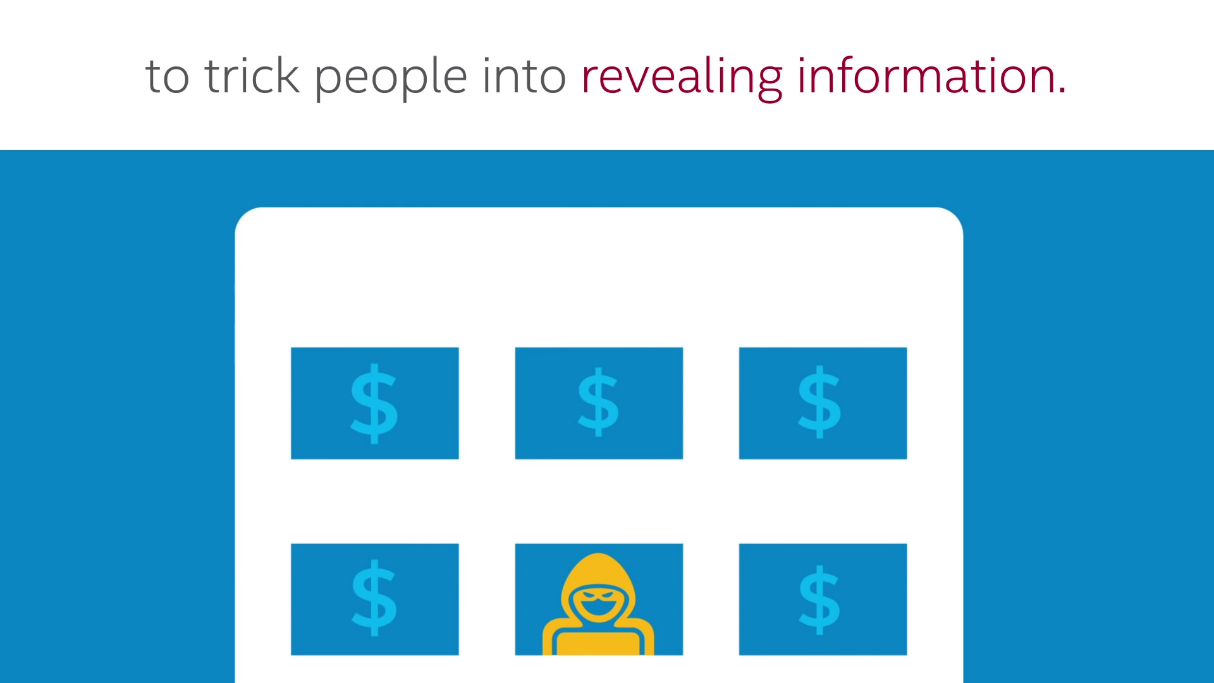 to trick people into revealing information.
$ $ $
$ $